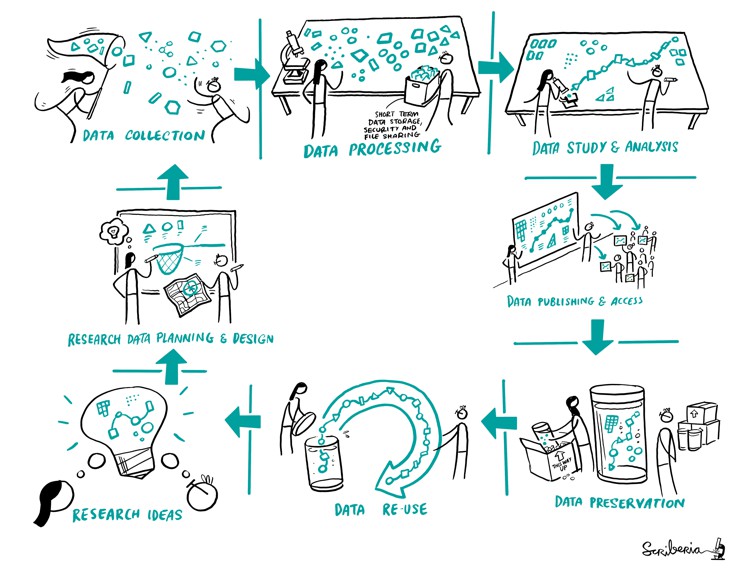 DATA COLLECTION
SHORT TERM
DATA STORAGE,
SECURITY AND
FILE SHARING
DATA PROCESSING
DATA STUDY & ANALYSIS
DATA PUBLISHING & ACCESS
THIS WAY
UP
DATA PRESERVATION
DATA RE-USE
RESEARCH IDEAS
RESEARCH DATA PLANNING & DESIGN
Scriberia